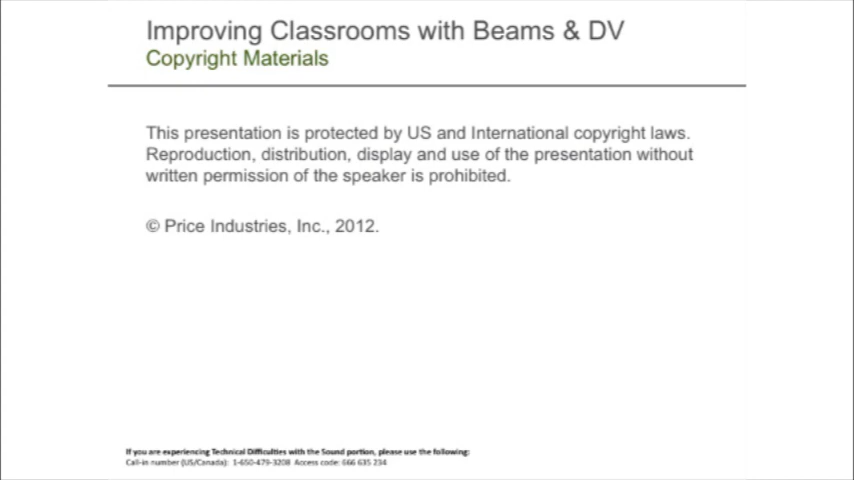 Improving Classrooms with Beams & DV
Copyright Materials
This presentation is protected by US and International copyright laws.
Reproduction, distribution, display and use of the presentation without
written permission of the speaker is prohibited.
© Price Industries, Inc., 2012.
If you are experiencing Technical Difficulties with the Sound portion, please use the following:
Call-in number (US/Canada): 1-650-479-3208 Access code: 666 635 234